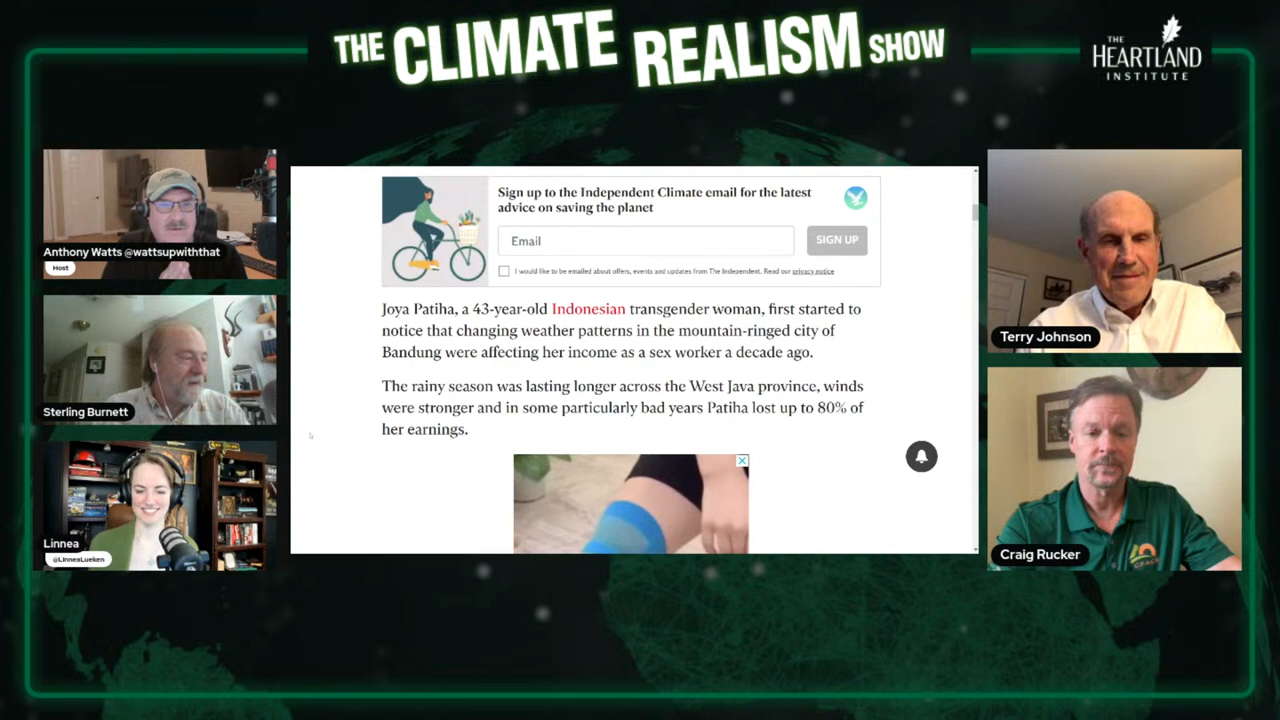 THE CLIMATE REALISM SHOW
THE
HEARTLAND
INSTITUTE
Anthony Watts @wattsupwiththat
Host
Sterling Burnett
Linnea
@LinneaLueken
Sign up to the Independent Climate email for the latest
advice on saving the planet
Email
SIGN UP
I would like to be emailed about offers, events and updates from The Independent. Read our privacy notice
Joya Patiha, a 43-year-old Indonesian transgender woman, first started to
notice that changing weather patterns in the mountain-ringed city of
Bandung were affecting her income as a sex worker a decade ago.
The rainy season was lasting longer across the West Java province, winds
were stronger and in some particularly bad years Patiha lost up to 80% of
her earnings.
Terry Johnson
Craig Rucker